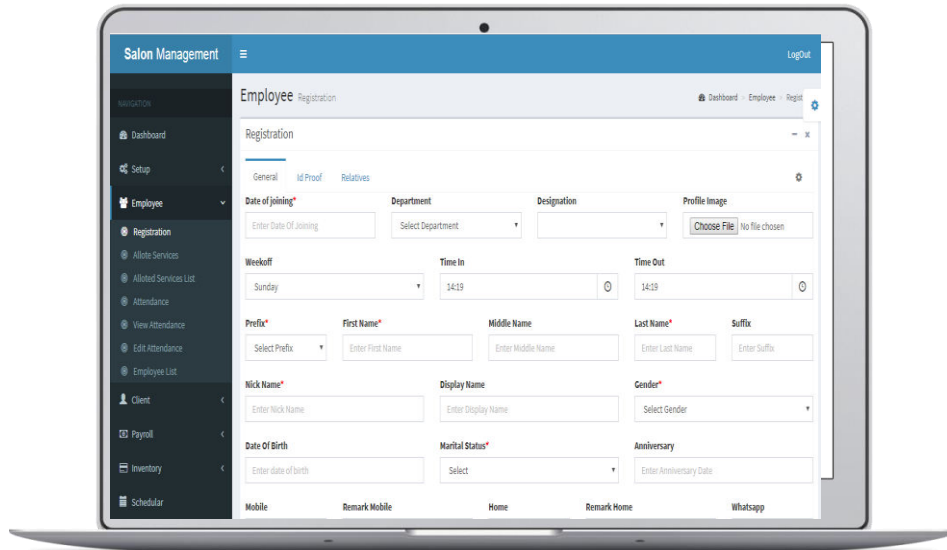 Salon Management
LogOut
NAVIGATION
Dashboard
Setup
Employee
Registration
Allote Services
Alloted Services List
Attendance
View Attendance
Edit Attendance
Employee List
Client
Payroll
Inventory
Schedular
Employee Registration
Dashboard > Employee > Regist
Registration
General Id Proof Relatives
Date of joining* Department Designation Profile Image
Enter Date Of Joining Select Department Choose File No file chosen
Weekoff Time In Time Out
Sunday 14:19 14:19
Prefix* First Name* Middle Name Last Name* Suffix
Select Prefix Enter First Name Enter Middle Name Enter Last Name Enter Suffix
Nick Name* Display Name Gender*
Enter Nick Name Enter Display Name Select Gender
Date Of Birth Marital Status* Anniversary
Enter date of birth Select Enter Anniversary Date
Mobile Remark Mobile Home Remark Home Whatsapp